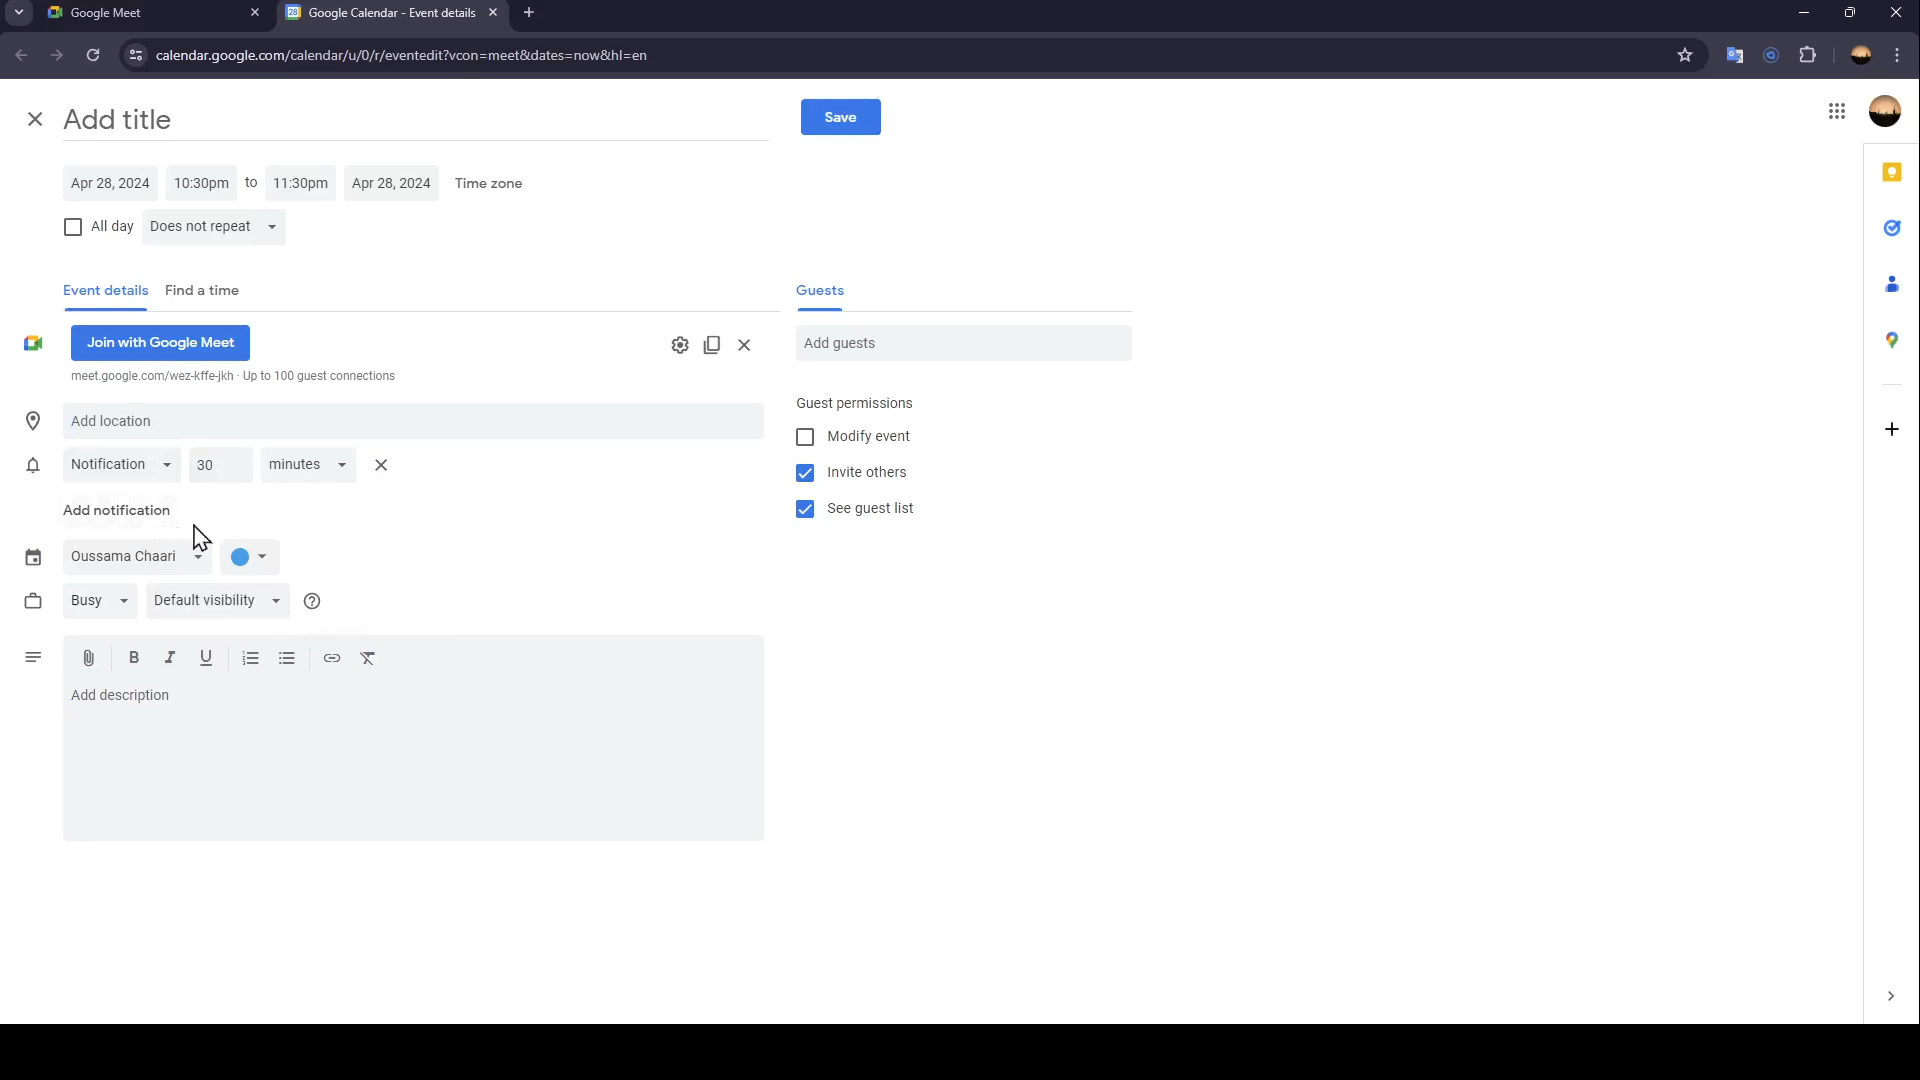 Google Meet
28 Google Calendar - Event details
calendar.google.com/calendar/u/0/r/eventedit?vcon=meet&dates=now&hl=en
Add title
Save
Apr 28, 2024 10:30pm to 11:30pm Apr 28, 2024 Time zone
All day Does not repeat
Event details Find a time
Guests
Join with Google Meet
Add guests
meet.google.com/wez-kffe-jkh · Up to 100 guest connections
Guest permissions
Add location
Modify event
Notification 30 minutes
Invite others
Add notification
See guest list
Oussama Chaari
Busy Default visibility
B I U
Add description